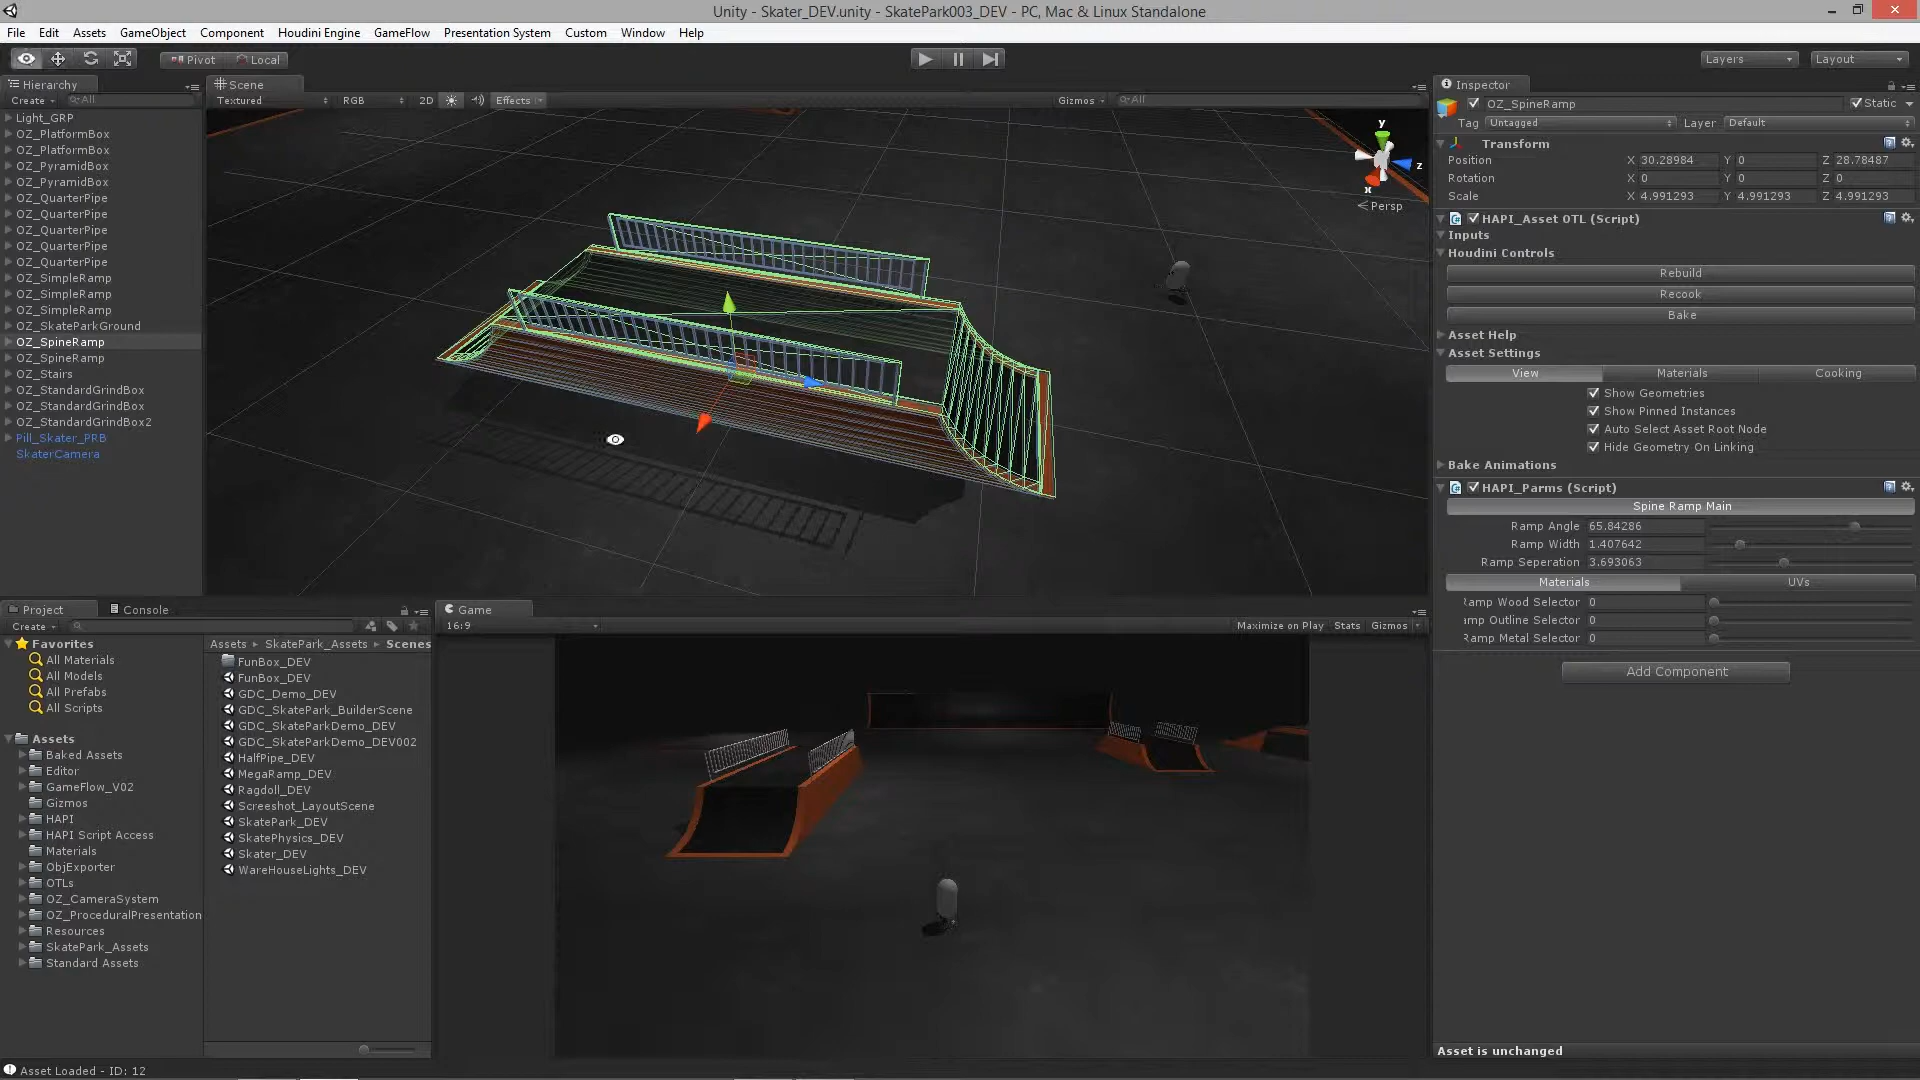 Unity - Skater_DEV.unity - SkatePark003_DEV - PC, Mac & Linux Standalone
File Edit Assets GameObject Component Houdini Engine GameFlow Presentation System Custom Window Help
Pivot Local
Layers Layout
Hierarchy
Create All
Light_GRP
OZ_PlatformBox
OZ_PlatformBox
OZ_PyramidBox
OZ_PyramidBox
OZ_QuarterPipe
OZ_QuarterPipe
OZ_QuarterPipe
OZ_QuarterPipe
OZ_QuarterPipe
OZ_SimpleRamp
OZ_SimpleRamp
OZ_SimpleRamp
OZ_SkateParkGround
OZ_SpineRamp
OZ_SpineRamp
OZ_Stairs
OZ_StandardGrindBox
OZ_StandardGrindBox
OZ_StandardGrindBox2
Pill_Skater_PRB
SkaterCamera
Scene
Textured RGB 2D Effects Gizmos All
y
z
x
Persp
Inspector
OZ_SpineRamp Static
Tag Untagged Layer Default
Transform
Position X 30.28984 Y 0 Z 28.78487
Rotation X 0 Y 0 Z 0
Scale X 4.991293 Y 4.991293 Z 4.991293
HAPI_Asset OTL (Script)
Inputs
Houdini Controls
Rebuild
Recook
Bake
Asset Help
Asset Settings
View Materials Cooking
Show Geometries
Show Pinned Instances
Auto Select Asset Root Node
Hide Geometry On Linking
Bake Animations
HAPI_Parms (Script)
Spine Ramp Main
Ramp Angle 65.84286
Ramp Width 1.407642
Ramp Seperation 3.693063
Materials UVs
Ramp Wood Selector 0
amp Outline Selector 0
Ramp Metal Selector 0
Add Component
Asset is unchanged
Project Console
Create
Favorites
All Materials
All Models
All Prefabs
All Scripts
Assets
Baked Assets
Editor
GameFlow_V02
Gizmos
HAPI
HAPI Script Access
Materials
ObjExporter
OTLs
OZ_CameraSystem
OZ_ProceduralPresentation
Resources
SkatePark_Assets
Standard Assets
Assets SkatePark_Assets Scenes
FunBox_DEV
FunBox_DEV
GDC_Demo_DEV
GDC_SkatePark_BuilderScene
GDC_SkateParkDemo_DEV
GDC_SkateParkDemo_DEV002
HalfPipe_DEV
MegaRamp_DEV
Ragdoll_DEV
Screeshot_LayoutScene
SkatePark_DEV
SkatePhysics_DEV
Skater_DEV
WareHouseLights_DEV
Game
16:9 Maximize on Play Stats Gizmos
Asset Loaded - ID: 12